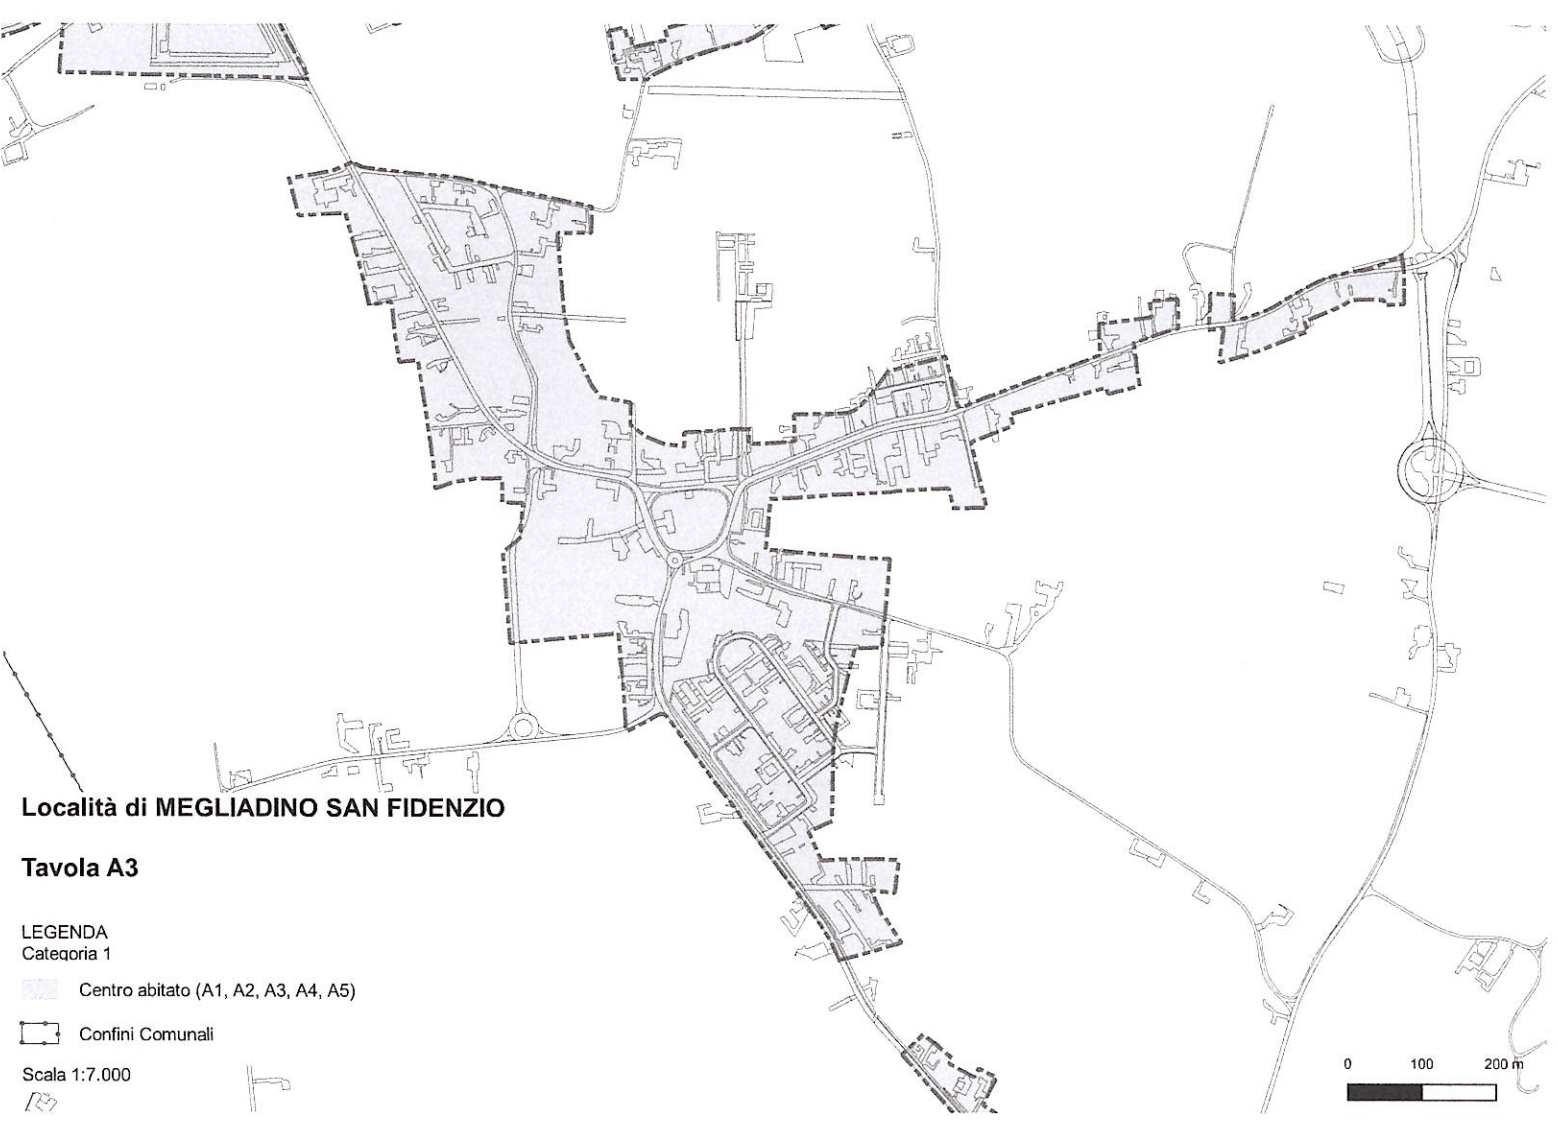 Località di MEGLIADINO SAN FIDENZIO
Tavola A3
LEGENDA
Categoria 1
Centro abitato (A1, A2, A3, A4, A5)
Confini Comunali
Scala 1:7.000
0 100 200 m